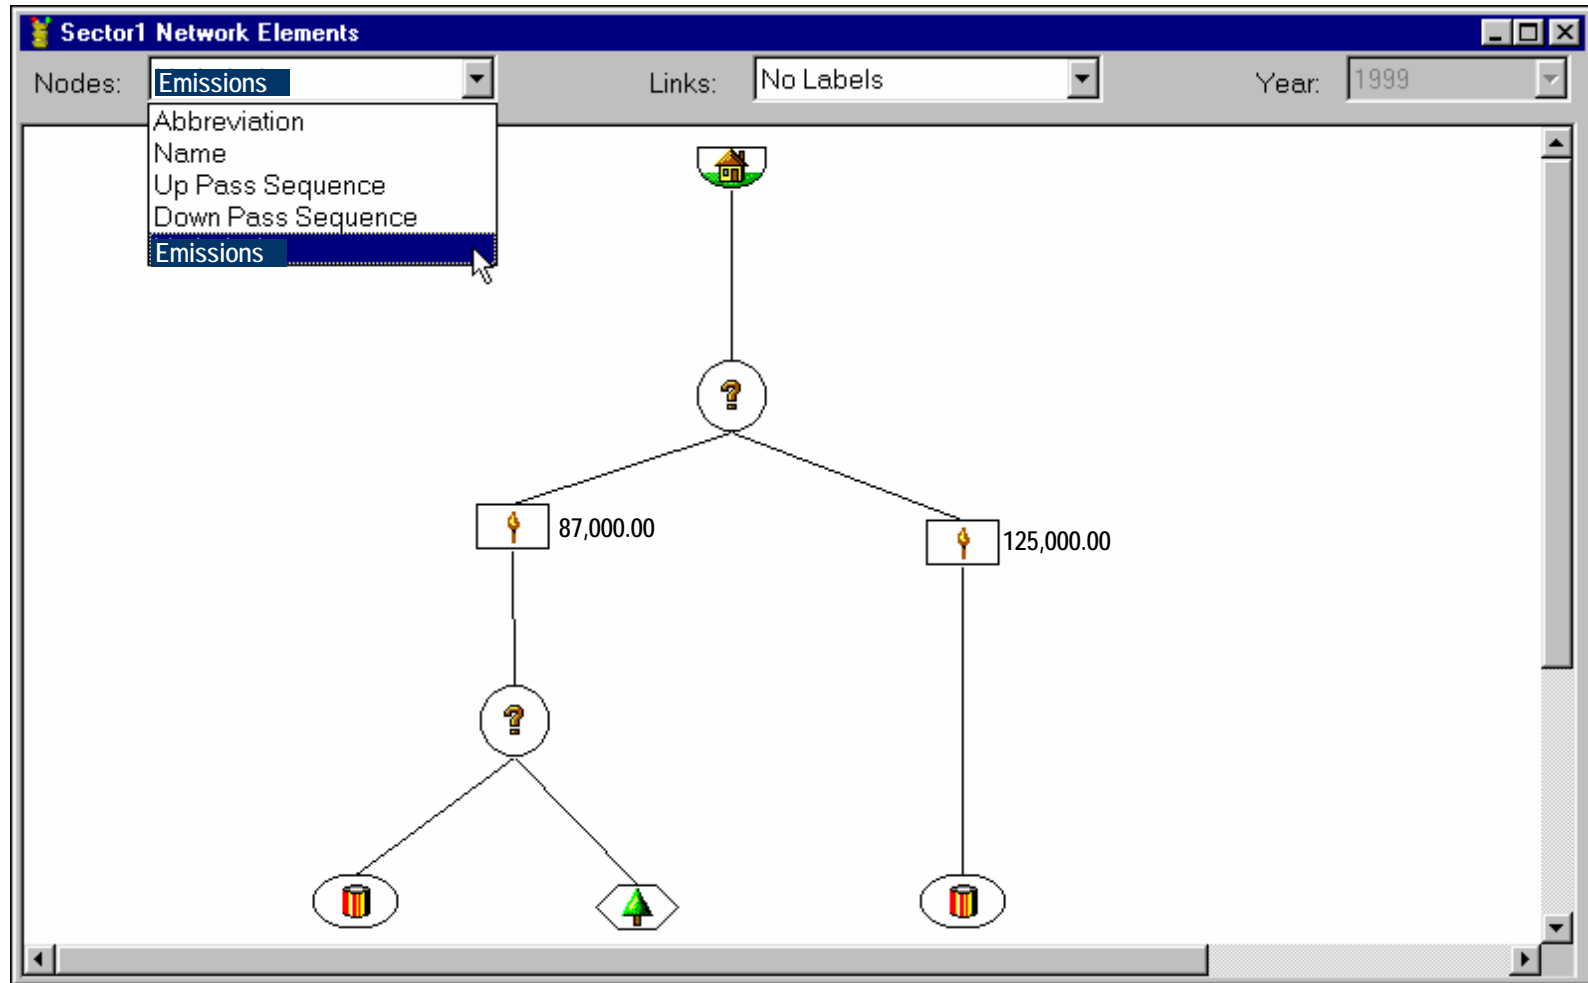 Sector1 Network Elements
Nodes: Emissions Links: No Labels Year: 1999
Abbreviation
Name
Up Pass Sequence
Down Pass Sequence
Emissions
?
87,000.00
125,000.00
?